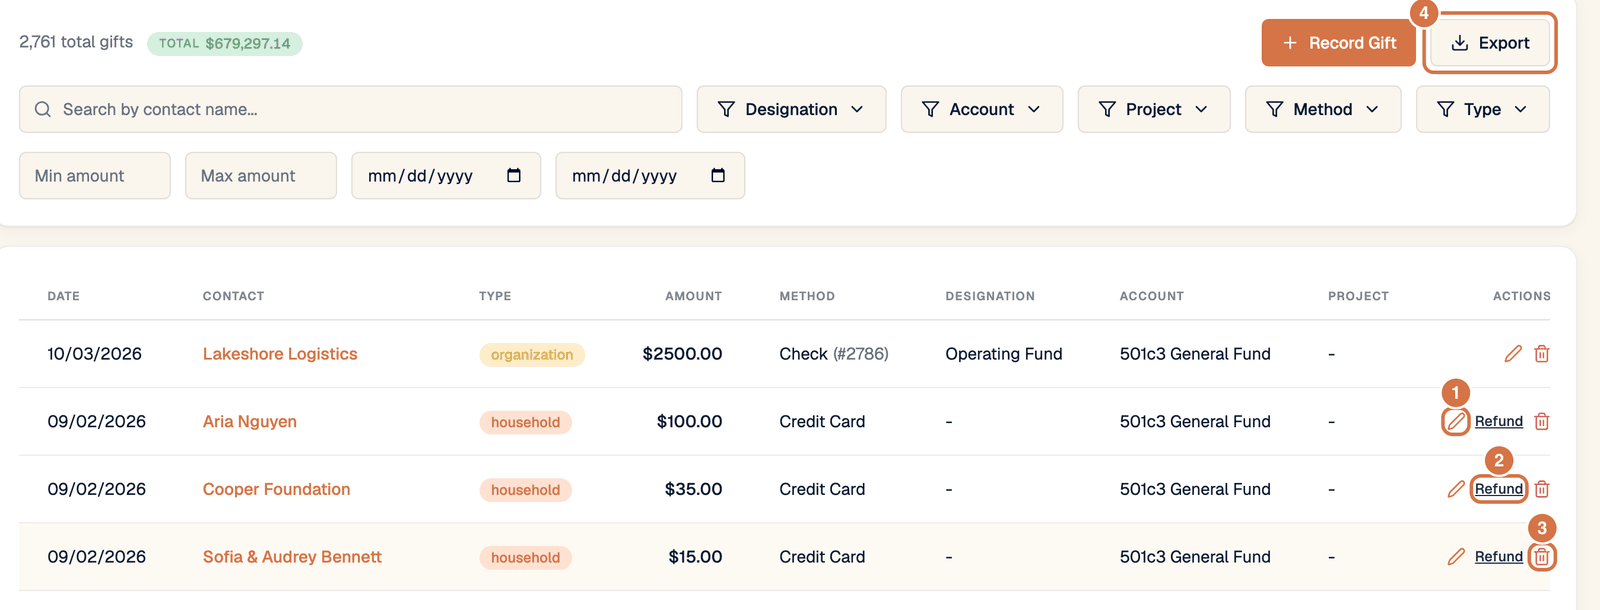 4
2,761 total gifts TOTAL $679,297.14 + Record Gift Export
Search by contact name... Designation Account Project Method Type
Min amount Max amount mm/dd/yyyy mm/dd/yyyy
DATE CONTACT TYPE AMOUNT METHOD DESIGNATION ACCOUNT PROJECT ACTIONS
10/03/2026 Lakeshore Logistics organization $2500.00 Check (#2786) Operating Fund 501c3 General Fund -
1
09/02/2026 Aria Nguyen household $100.00 Credit Card - 501c3 General Fund - Refund
2
09/02/2026 Cooper Foundation household $35.00 Credit Card - 501c3 General Fund - Refund
3
09/02/2026 Sofia & Audrey Bennett household $15.00 Credit Card - 501c3 General Fund - Refund